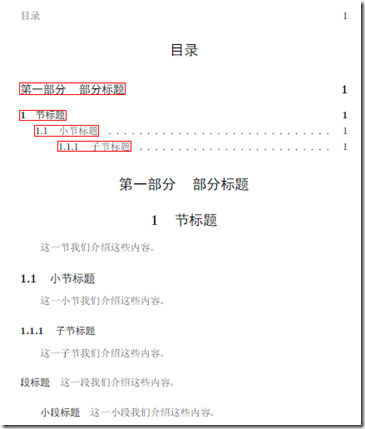 目录 1
目录
第一部分 部分标题 1
1 节标题 1
1.1 小节标题 . . . . . . . . . . . . . . . . . . . . . . . . . . . . . 1
1.1.1 子节标题 . . . . . . . . . . . . . . . . . . . . . . . . . 1
第一部分 部分标题
1 节标题
这一节我们介绍这些内容。
1.1 小节标题
这一小节我们介绍这些内容。
1.1.1 子节标题
这一子节我们介绍这些内容。
段标题 这一段我们介绍这些内容。
小段标题 这一小段我们介绍这些内容。